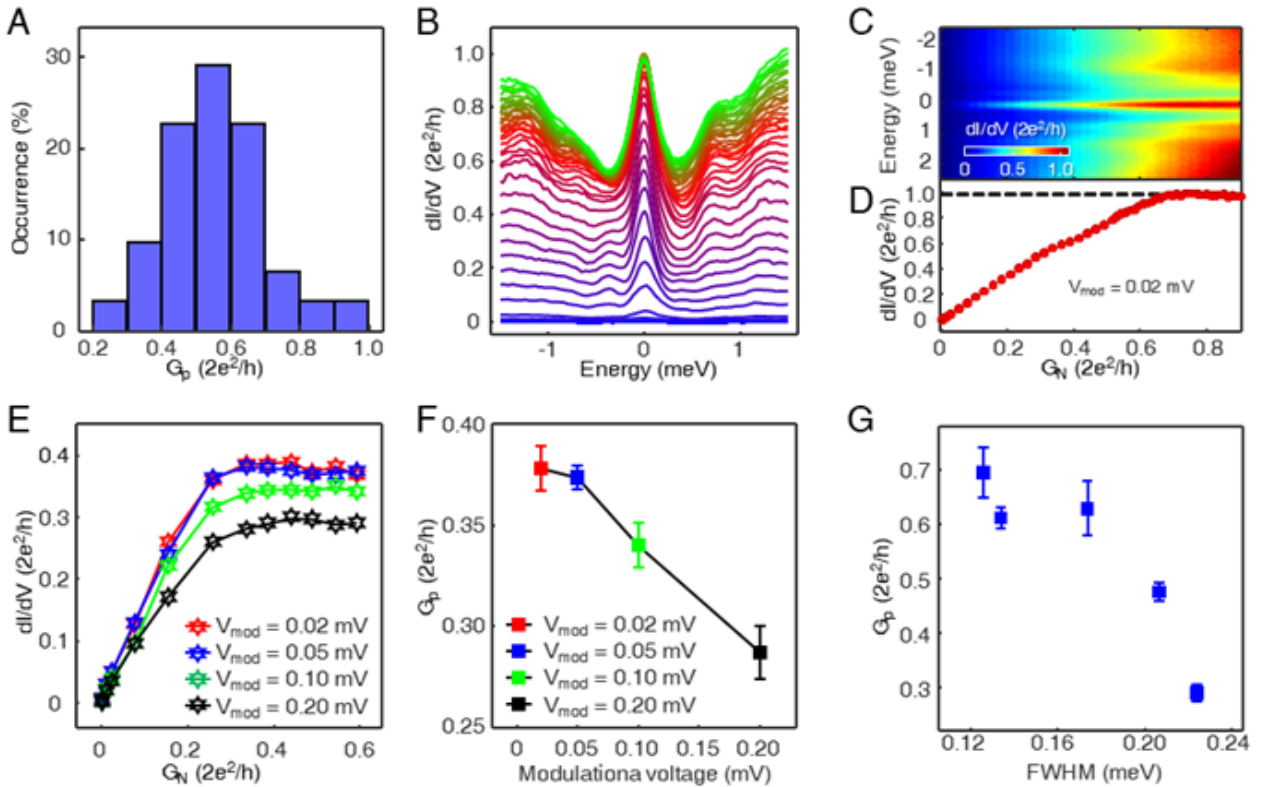 A
Occurrence (%)
30
20
10
0
0.2 0.4 0.6 0.8 1.0
Gp (2e²/h)
B
dI/dV (2e²/h)
1.0
0.8
0.6
0.4
0.2
0
-1 0 1
Energy (meV)
C
Energy (meV)
-2
-1
0
1
2
dI/dV (2e²/h)
0 0.5 1.0
D
dI/dV (2e²/h)
1.0
0.8
0.6
0.4
0.2
0
Vmod = 0.02 mV
0 0.2 0.4 0.6 0.8
GN (2e²/h)
E
dI/dV (2e²/h)
0.4
0.3
0.2
0.1
0
Vmod = 0.02 mV
Vmod = 0.05 mV
Vmod = 0.10 mV
Vmod = 0.20 mV
0 0.2 0.4 0.6
GN (2e²/h)
F
Gp (2e²/h)
0.40
0.35
0.30
0.25
Vmod = 0.02 mV
Vmod = 0.05 mV
Vmod = 0.10 mV
Vmod = 0.20 mV
0 0.05 0.10 0.15 0.20
Modulationa voltage (mV)
G
Gp (2e²/h)
0.7
0.6
0.5
0.4
0.3
0.12 0.16 0.20 0.24
FWHM (meV)